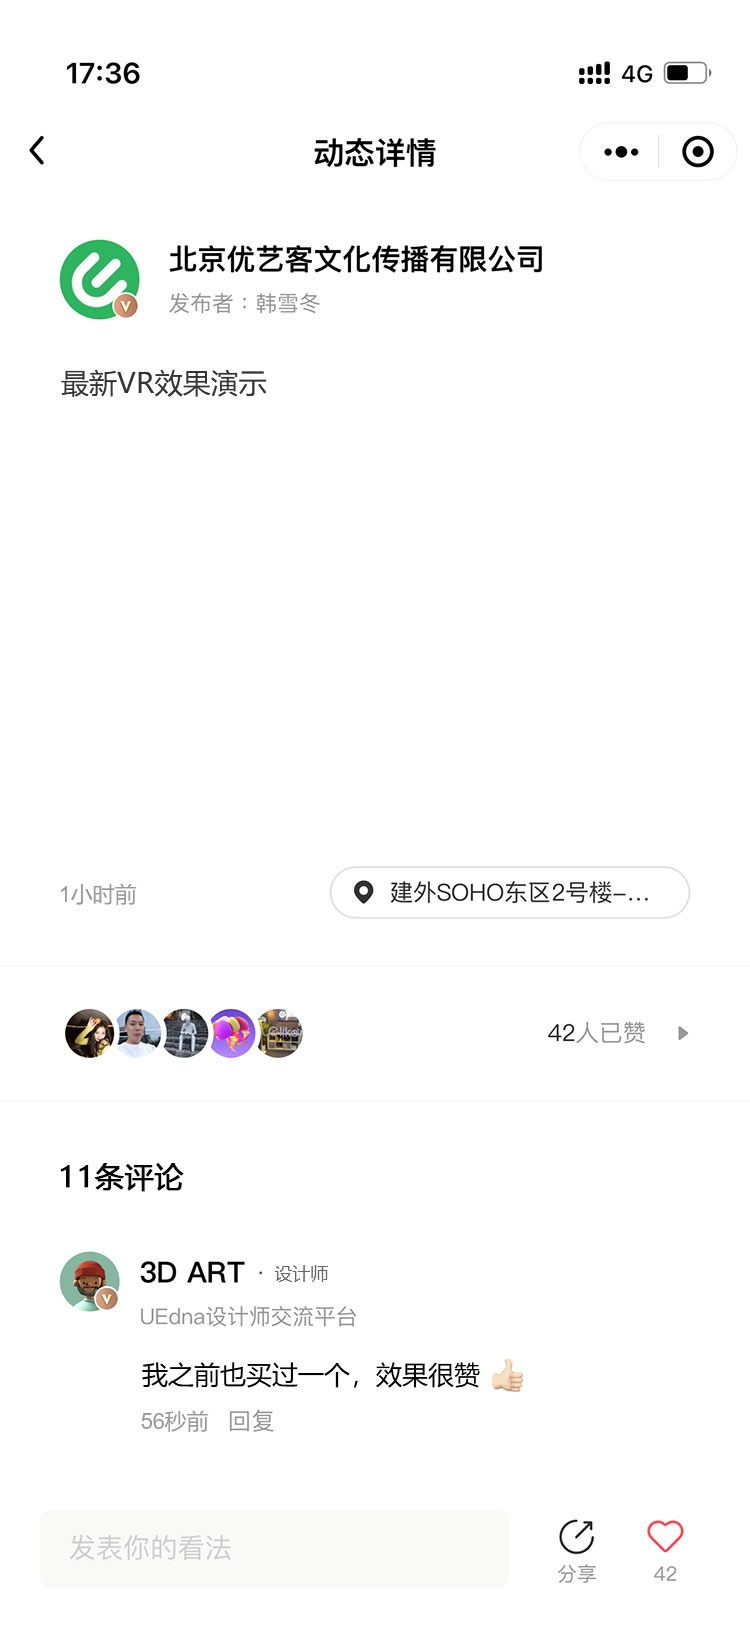 17:36
4G
动态详情
北京优艺客文化传播有限公司
发布者：韩雪冬
最新VR效果演示
1小时前
建外SOHO东区2号楼-...
42人已赞
11条评论
3D ART · 设计师
UEdna设计师交流平台
我之前也买过一个，效果很赞 👍🏻
56秒前 回复
发表你的看法
分享
42